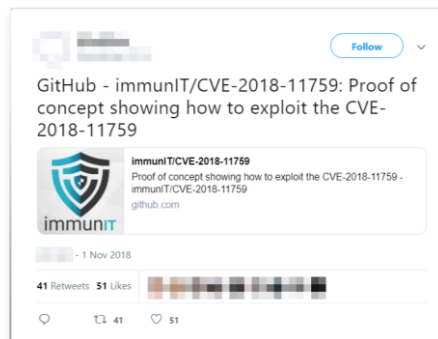 Follow
GitHub - immunIT/CVE-2018-11759: Proof of
concept showing how to exploit the CVE-
2018-11759
immunIT/CVE-2018-11759
Proof of concept showing how to exploit the CVE-2018-11759 -
immunIT/CVE-2018-11759
github.com
immunIT
- 1 Nov 2018
41 Retweets 51 Likes
41 51